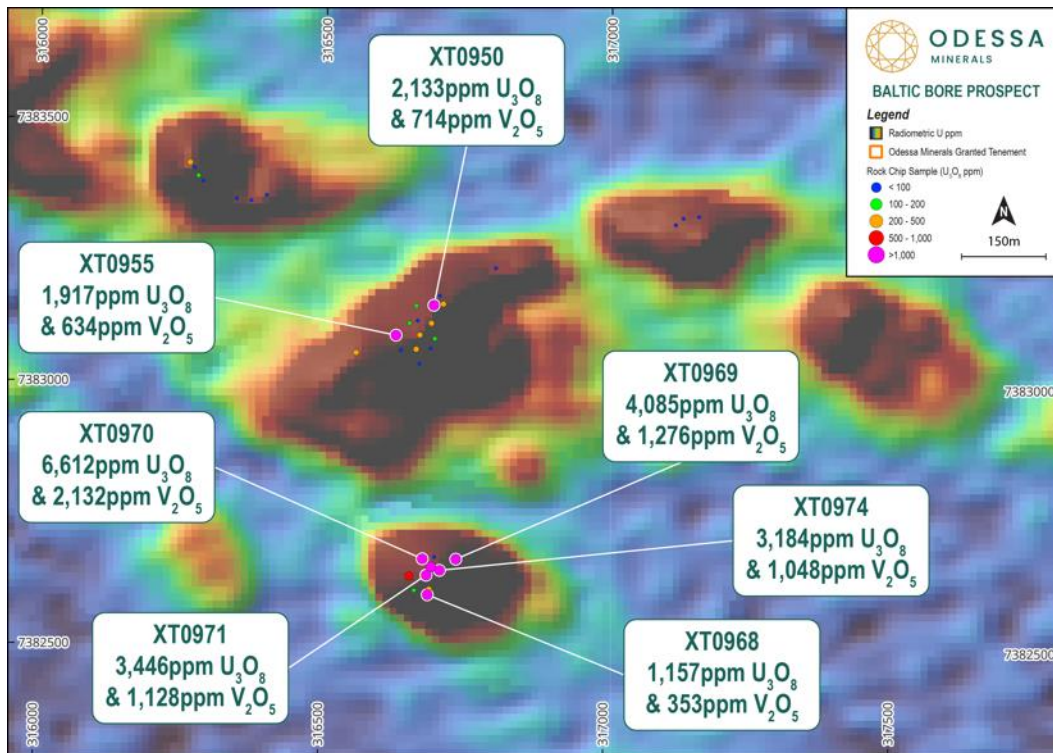 316000
316500
317000
7383500
XT0950
2,133ppm U₃O₈
& 714ppm V₂O₅
ODESSA
MINERALS
BALTIC BORE PROSPECT
Legend
Radiometric U ppm
Odessa Minerals Granted Tenement
Rock Chip Sample (U₃O₈ ppm)
< 100
100 - 200
200 - 500
500 - 1,000
>1,000
N
150m
XT0955
1,917ppm U₃O₈
& 634ppm V₂O₅
7383000
7383000
XT0969
4,085ppm U₃O₈
& 1,276ppm V₂O₅
XT0970
6,612ppm U₃O₈
& 2,132ppm V₂O₅
XT0974
3,184ppm U₃O₈
& 1,048ppm V₂O₅
7382500
7382500
XT0971
3,446ppm U₃O₈
& 1,128ppm V₂O₅
XT0968
1,157ppm U₃O₈
& 353ppm V₂O₅
316000
316500
317000
317500